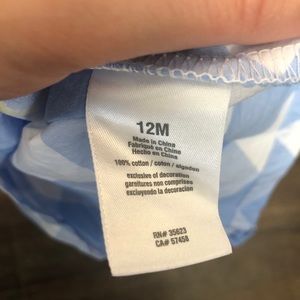 12M
Made in China
Fabriqué en Chine
Hecho en China
100% cotton / coton / algodon
exclusive of decoration
garnitures non comprises
excluyendo la decoración
RN# 35623
CA# 57458